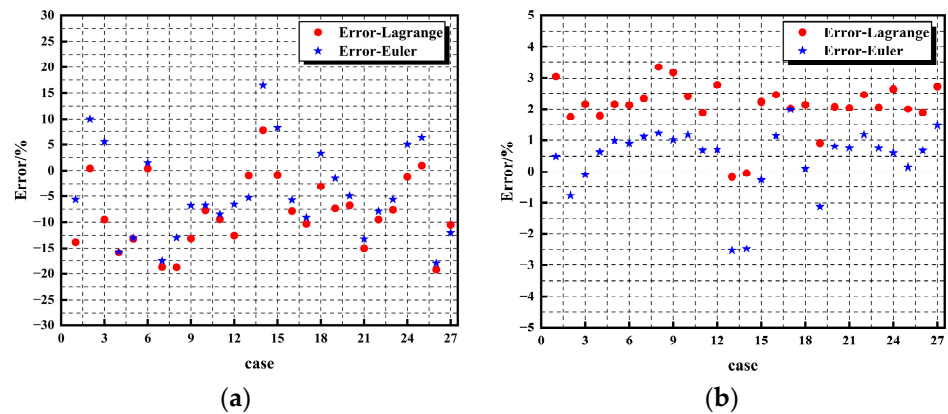 30
25
20
15
10
5
0
−5
−10
−15
−20
−25
−30
Error/%
Error-Lagrange
Error-Euler
0 3 6 9 12 15 18 21 24 27
case
(a)
5
4
3
2
1
0
−1
−2
−3
−4
−5
Error/%
Error-Lagrange
Error-Euler
0 3 6 9 12 15 18 21 24 27
case
(b)